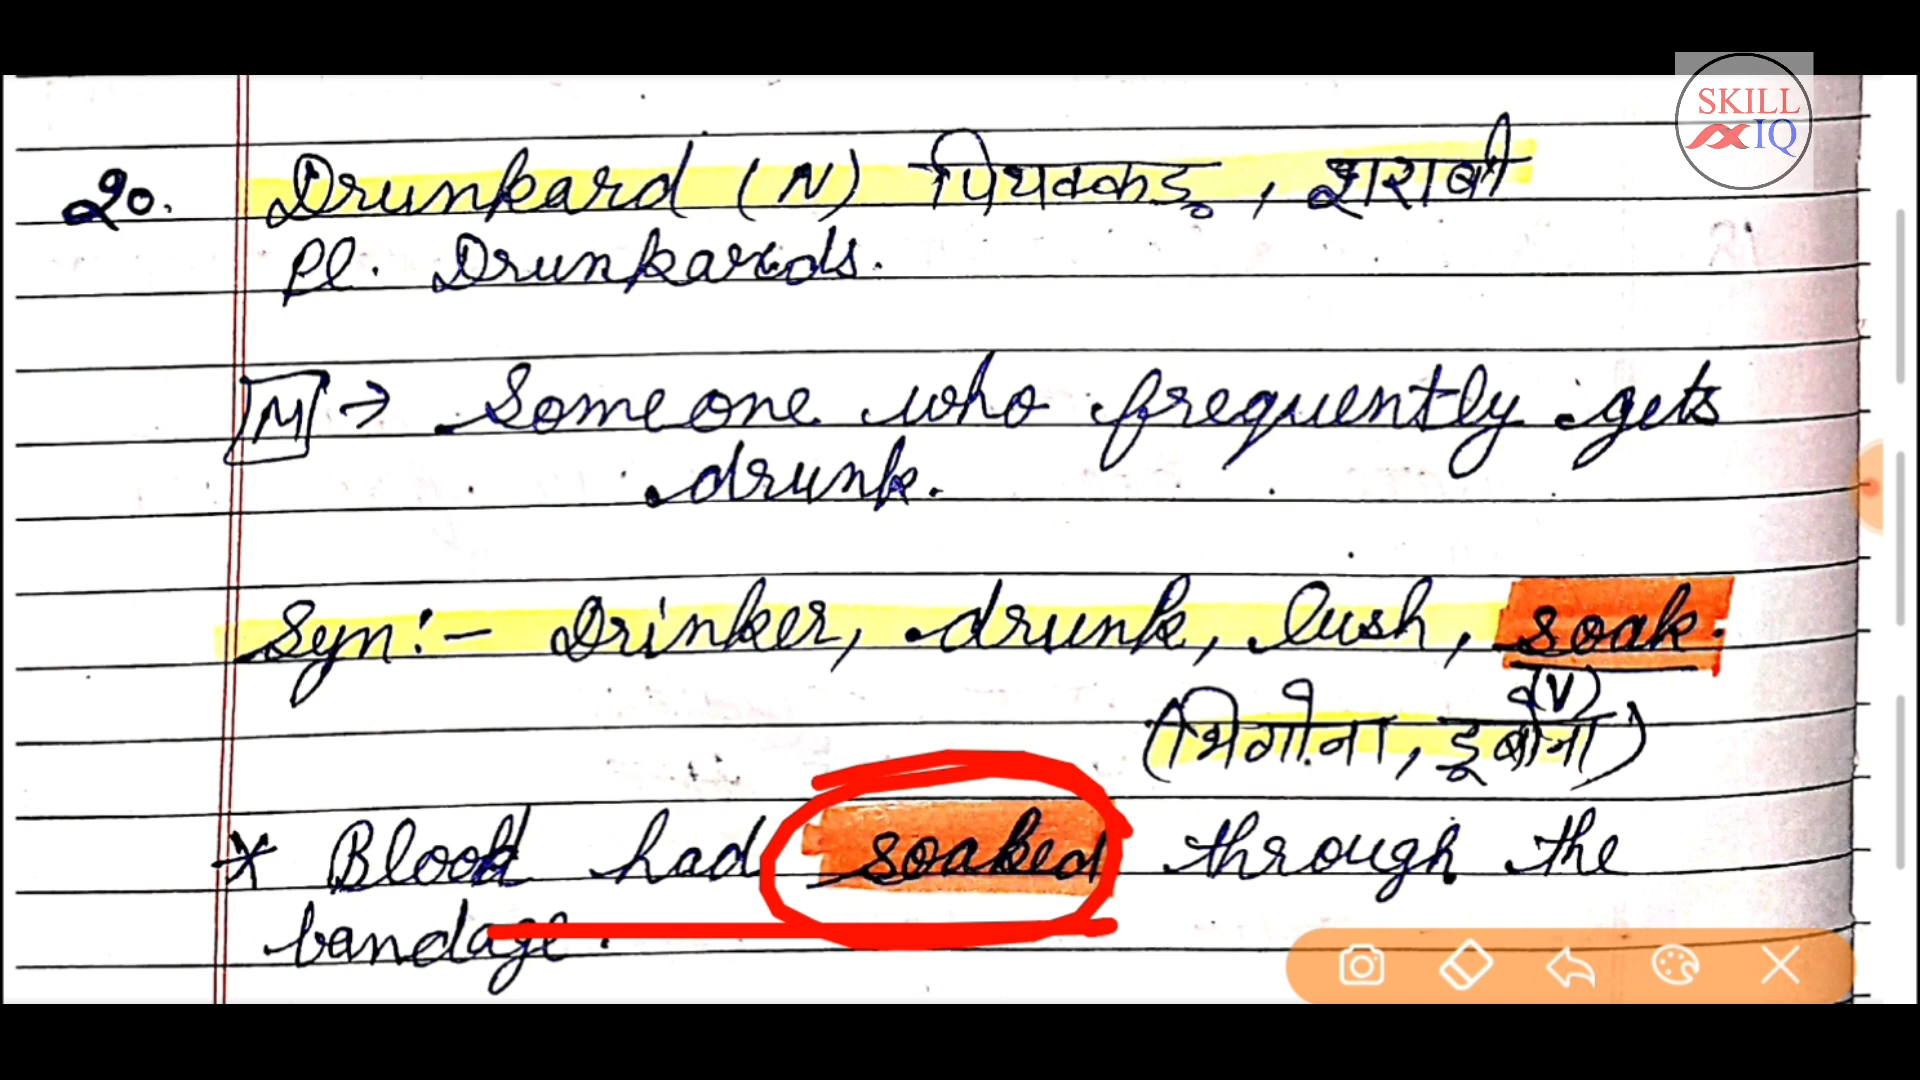 SKILL
IQ
20. Drunkard (N) पियक्कड़, शराबी
Pl. Drunkards.
M → Someone who frequently gets
drunk.
Syn:- Drinker, drunk, lush, soak.
(V)
(भिगोना, डूबोना)
* Blood had soaked through the
bandage.